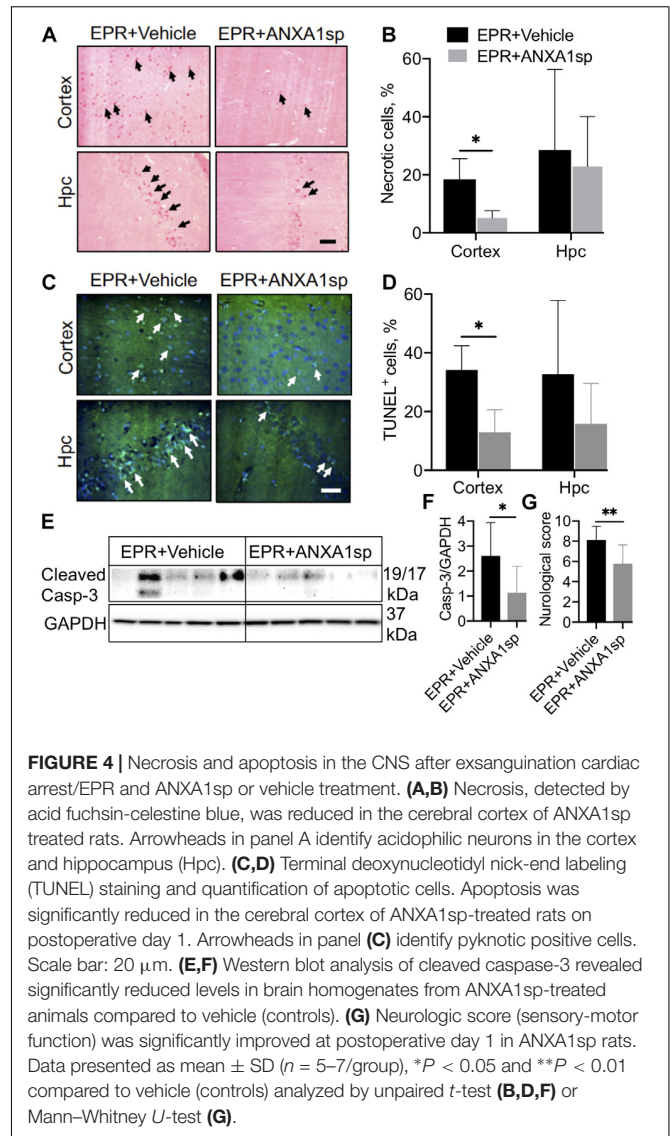 A
EPR+Vehicle EPR+ANXA1sp
Cortex
Hpc
B
EPR+Vehicle
EPR+ANXA1sp
Necrotic cells, %
60
40
20
0
*
Cortex Hpc
C
EPR+Vehicle EPR+ANXA1sp
Cortex
Hpc
D
TUNEL+ cells, %
60
40
20
0
*
Cortex Hpc
E
EPR+Vehicle EPR+ANXA1sp
Cleaved
Casp-3
19/17
kDa
GAPDH
37
kDa
F
Casp-3/GAPDH
4
3
2
1
0
*
EPR+Vehicle
EPR+ANXA1sp
G
Nurological score
10
8
6
4
2
0
**
EPR+Vehicle
EPR+ANXA1sp
FIGURE 4 | Necrosis and apoptosis in the CNS after exsanguination cardiac
arrest/EPR and ANXA1sp or vehicle treatment. (A,B) Necrosis, detected by
acid fuchsin-celestine blue, was reduced in the cerebral cortex of ANXA1sp
treated rats. Arrowheads in panel A identify acidophilic neurons in the cortex
and hippocampus (Hpc). (C,D) Terminal deoxynucleotidyl nick-end labeling
(TUNEL) staining and quantification of apoptotic cells. Apoptosis was
significantly reduced in the cerebral cortex of ANXA1sp-treated rats on
postoperative day 1. Arrowheads in panel (C) identify pyknotic positive cells.
Scale bar: 20 μm. (E,F) Western blot analysis of cleaved caspase-3 revealed
significantly reduced levels in brain homogenates from ANXA1sp-treated
animals compared to vehicle (controls). (G) Neurologic score (sensory-motor
function) was significantly improved at postoperative day 1 in ANXA1sp rats.
Data presented as mean ± SD (n = 5–7/group), *P < 0.05 and **P < 0.01
compared to vehicle (controls) analyzed by unpaired t-test (B,D,F) or
Mann–Whitney U-test (G).